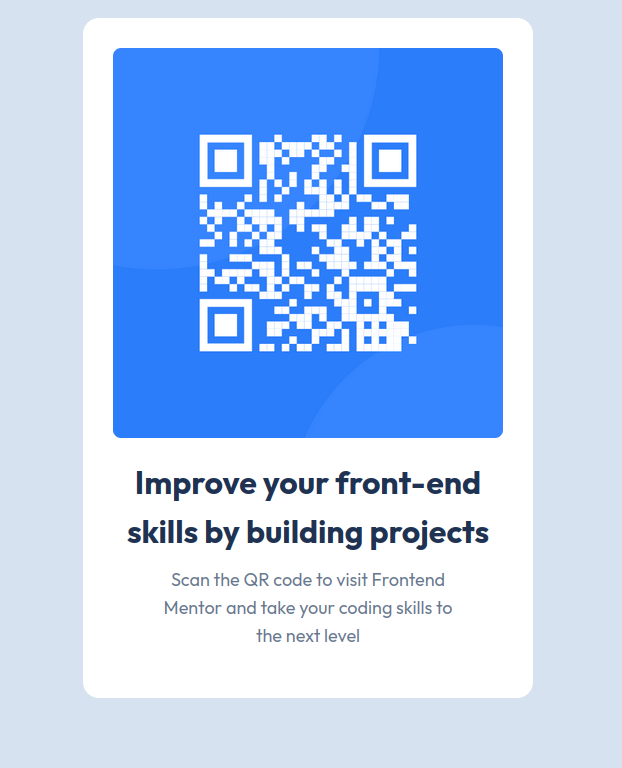 Improve your front-end
skills by building projects
Scan the QR code to visit Frontend
Mentor and take your coding skills to
the next level